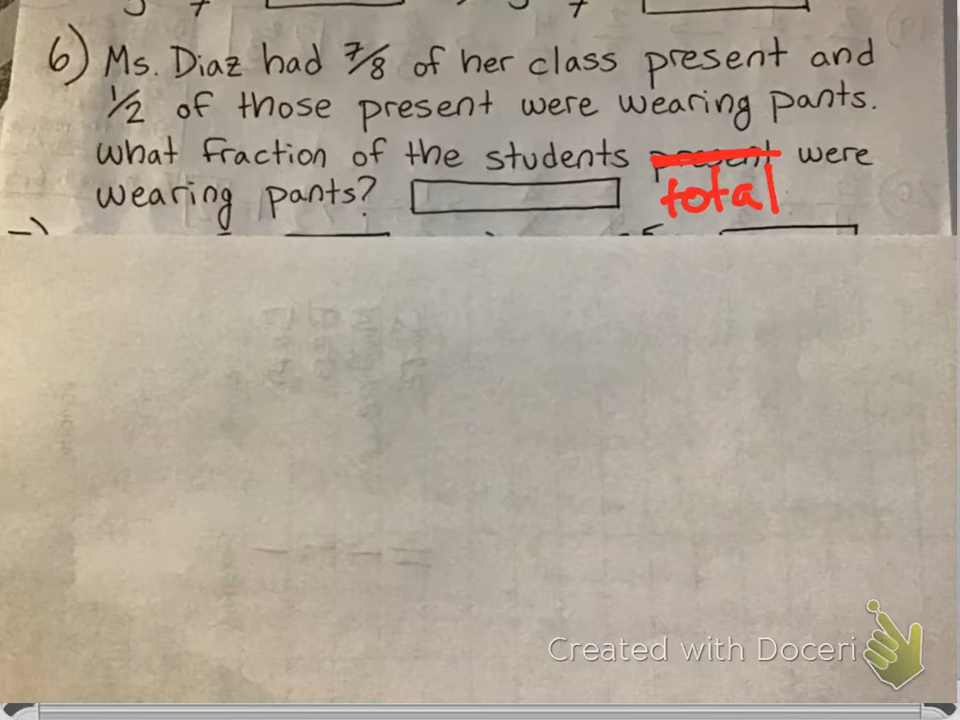 6) Ms. Diaz had 7/8 of her class present and
1/2 of those present were wearing pants.
What fraction of the students present were
total
wearing pants?
Created with Doceri